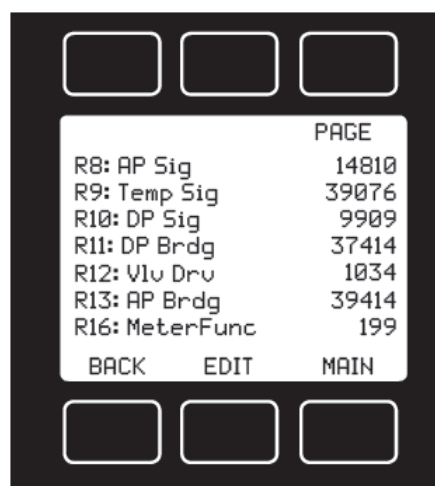 PAGE
R8: AP Sig 14810
R9: Temp Sig 39076
R10: DP Sig 9909
R11: DP Brdg 37414
R12: Vlv Drv 1034
R13: AP Brdg 39414
R16: MeterFunc 199
BACK EDIT MAIN